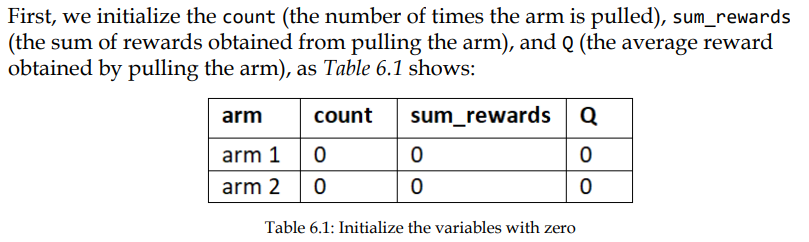 First, we initialize the count (the number of times the arm is pulled), sum_rewards
(the sum of rewards obtained from pulling the arm), and Q (the average reward
obtained by pulling the arm), as Table 6.1 shows:
arm count sum_rewards Q
arm 1 0 0 0
arm 2 0 0 0
Table 6.1: Initialize the variables with zero